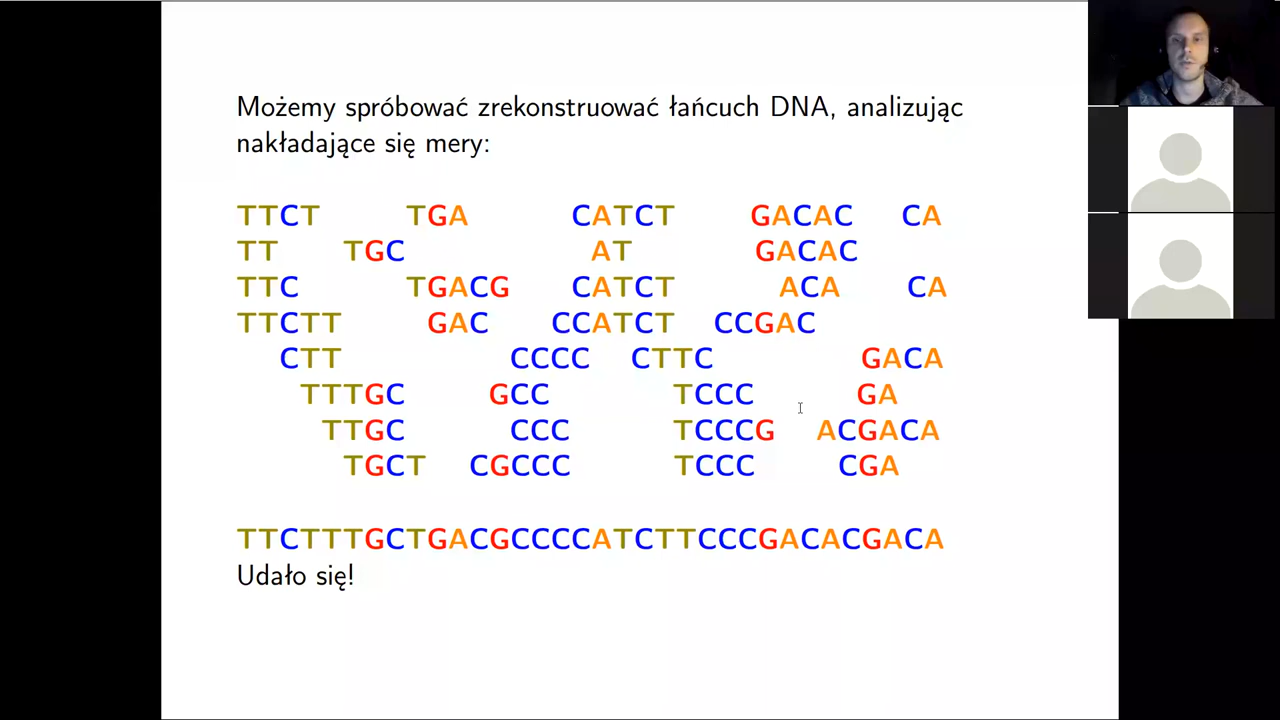 Możemy spróbować zrekonstruować łańcuch DNA, analizując
nakładające się mery:
TTCT TGA CATCT GACAC CA
TT TGC AT GACAC
TTC TGACG CATCT ACA CA
TTCTT GAC CCATCT CCGAC
CTT CCCC CTTC GACA
TTTGC GCC TCCC GA
TTGC CCC TCCCG ACGACA
TGCT CGCCC TCCC CGA
TTCTTTGCTGACGCCCCATCTTCCCGACACGACA
Udało się!